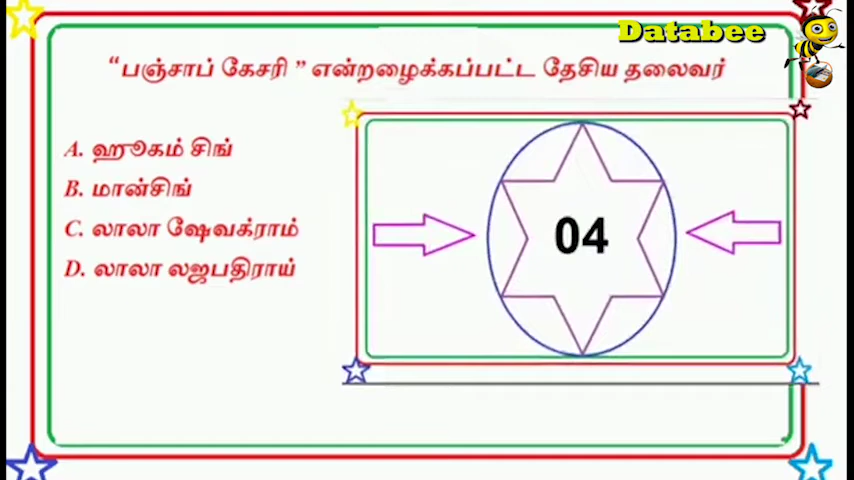 Databee
“பஞ்சாப் கேசரி ” என்றழைக்கப்பட்ட தேசிய தலைவர்
A. ஹூகம் சிங்
B. மான்சிங்
C. லாலா ஷேவக்ராம்
D. லாலா லஜபதிராய்
04